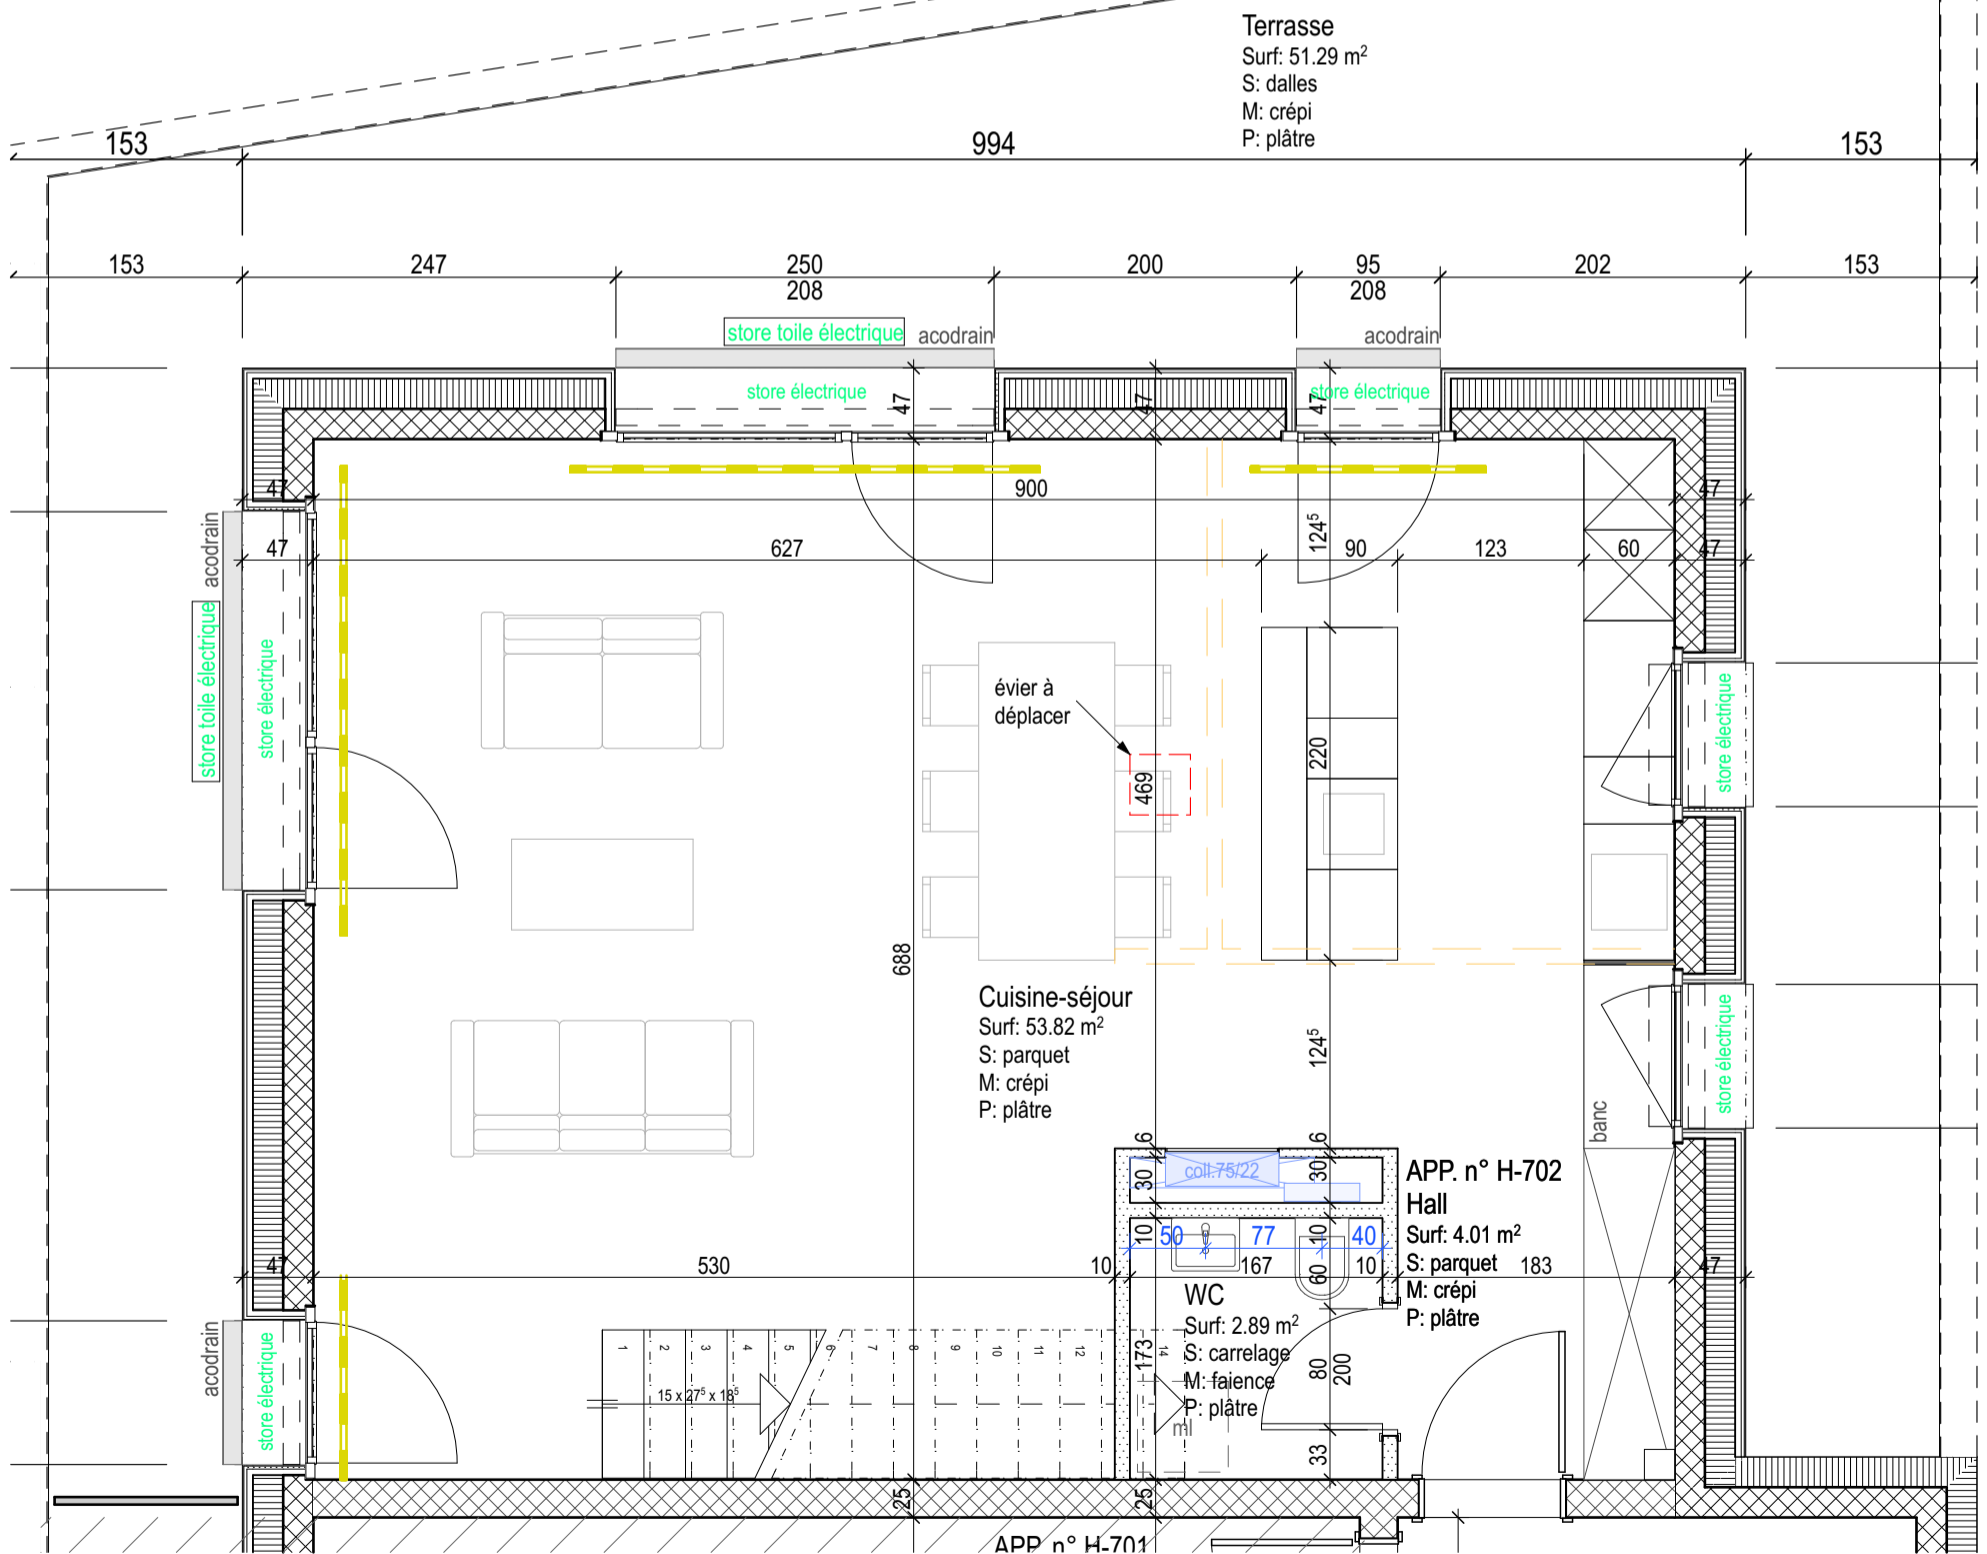 Terrasse
Surf: 51.29 m²
S: dalles
M: crépi
P: plâtre
153
994
153
153
247
250
200
95
202
153
208
208
store toile électrique
acodrain
acodrain
store électrique
store électrique
47
47
47
47
900
47
47
627
124⁵
90
123
60
47
acodrain
store toile électrique
store électrique
évier à
déplacer
469
220
store électrique
688
Cuisine-séjour
Surf: 53.82 m²
S: parquet
M: crépi
P: plâtre
124⁵
store électrique
banc
6
6
30
coll.75/22
30
APP. n° H-702
Hall
Surf: 4.01 m²
S: parquet
M: crépi
P: plâtre
10
50
77
10
40
47
530
10
167
60
10
183
47
WC
Surf: 2.89 m²
S: carrelage
M: faience
P: plâtre
ml
173
80
200
33
acodrain
store électrique
1
2
3
4
5
6
7
8
9
10
11
12
14
15 x 27⁵ x 18⁵
25
25
APP. n° H-701